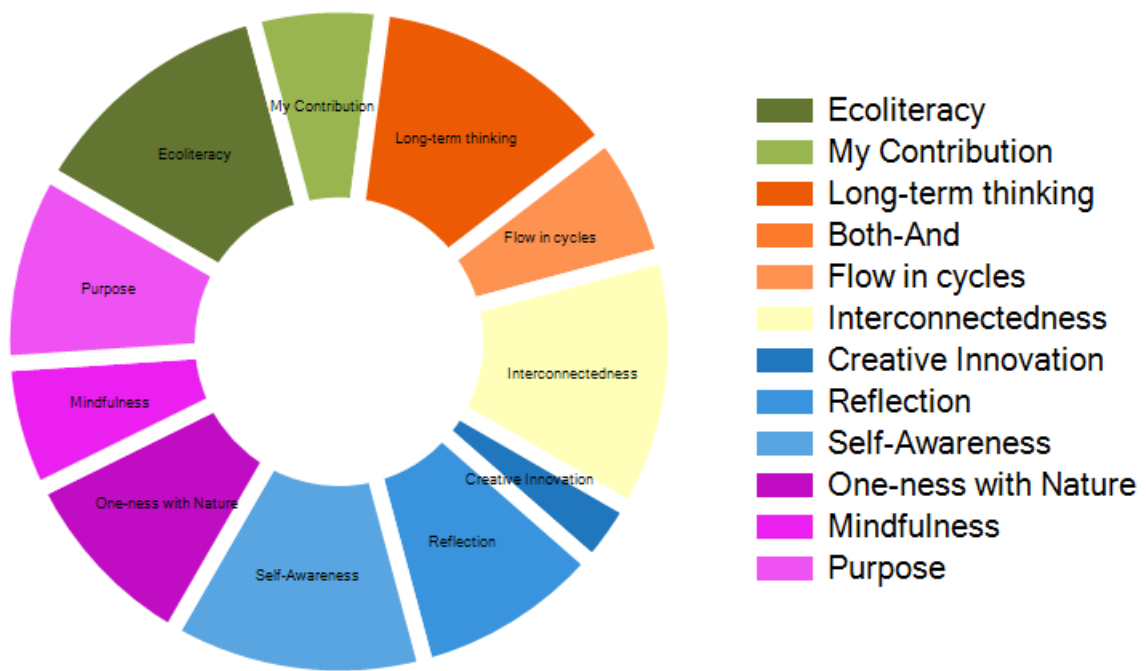 My Contribution
Long-term thinking
Ecoliteracy
Flow in cycles
Purpose
Interconnectedness
Mindfulness
Creative Innovation
One-ness with Nature
Reflection
Self-Awareness
Ecoliteracy
My Contribution
Long-term thinking
Both-And
Flow in cycles
Interconnectedness
Creative Innovation
Reflection
Self-Awareness
One-ness with Nature
Mindfulness
Purpose